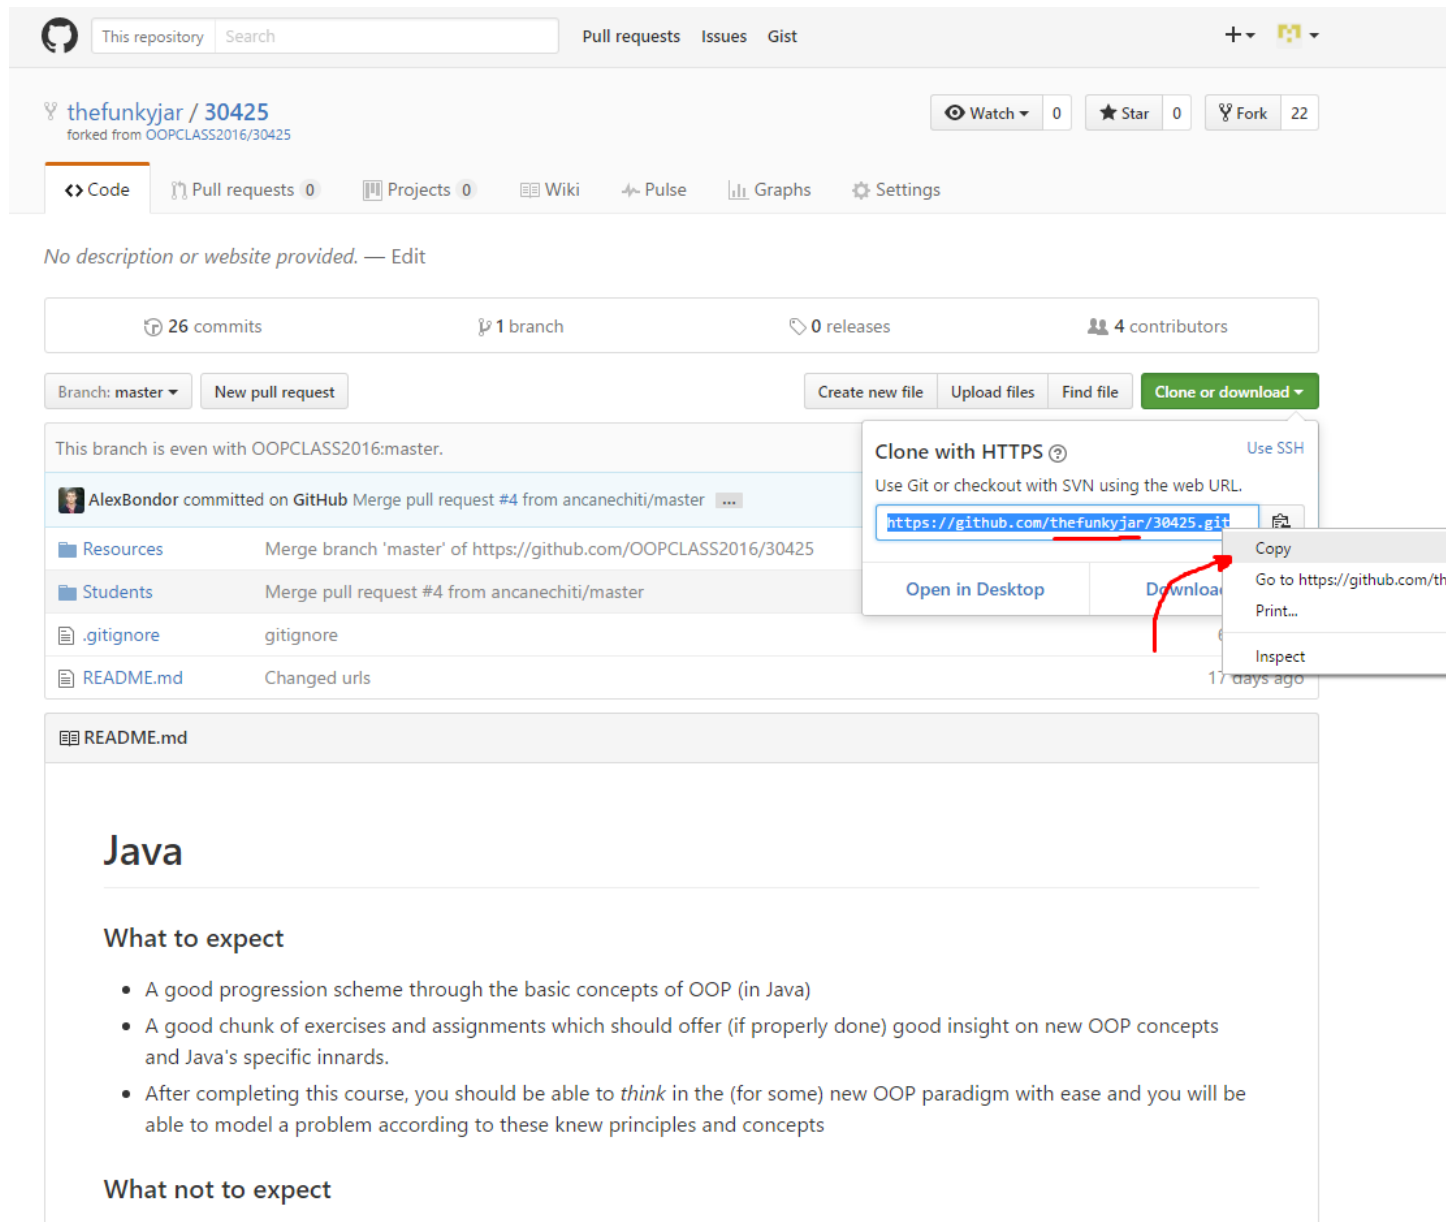 This repository Search Pull requests Issues Gist
thefunkyjar / 30425 Watch 0 Star 0 Fork 22
forked from OOPCLASS2016/30425
Code Pull requests 0 Projects 0 Wiki Pulse Graphs Settings
No description or website provided. — Edit
26 commits 1 branch 0 releases 4 contributors
Branch: master New pull request Create new file Upload files Find file Clone or download
This branch is even with OOPCLASS2016:master.
Clone with HTTPS ? Use SSH
Use Git or checkout with SVN using the web URL.
https://github.com/thefunkyjar/30425.git
Open in Desktop
Copy
Go to https://github.com/th
Print...
Inspect
AlexBondor committed on GitHub Merge pull request #4 from ancanechiti/master ...
Resources Merge branch 'master' of https://github.com/OOPCLASS2016/30425
Students Merge pull request #4 from ancanechiti/master
.gitignore gitignore
README.md Changed urls 17 days ago
README.md
Java
What to expect
• A good progression scheme through the basic concepts of OOP (in Java)
• A good chunk of exercises and assignments which should offer (if properly done) good insight on new OOP concepts
and Java's specific innards.
• After completing this course, you should be able to think in the (for some) new OOP paradigm with ease and you will be
able to model a problem according to these knew principles and concepts
What not to expect